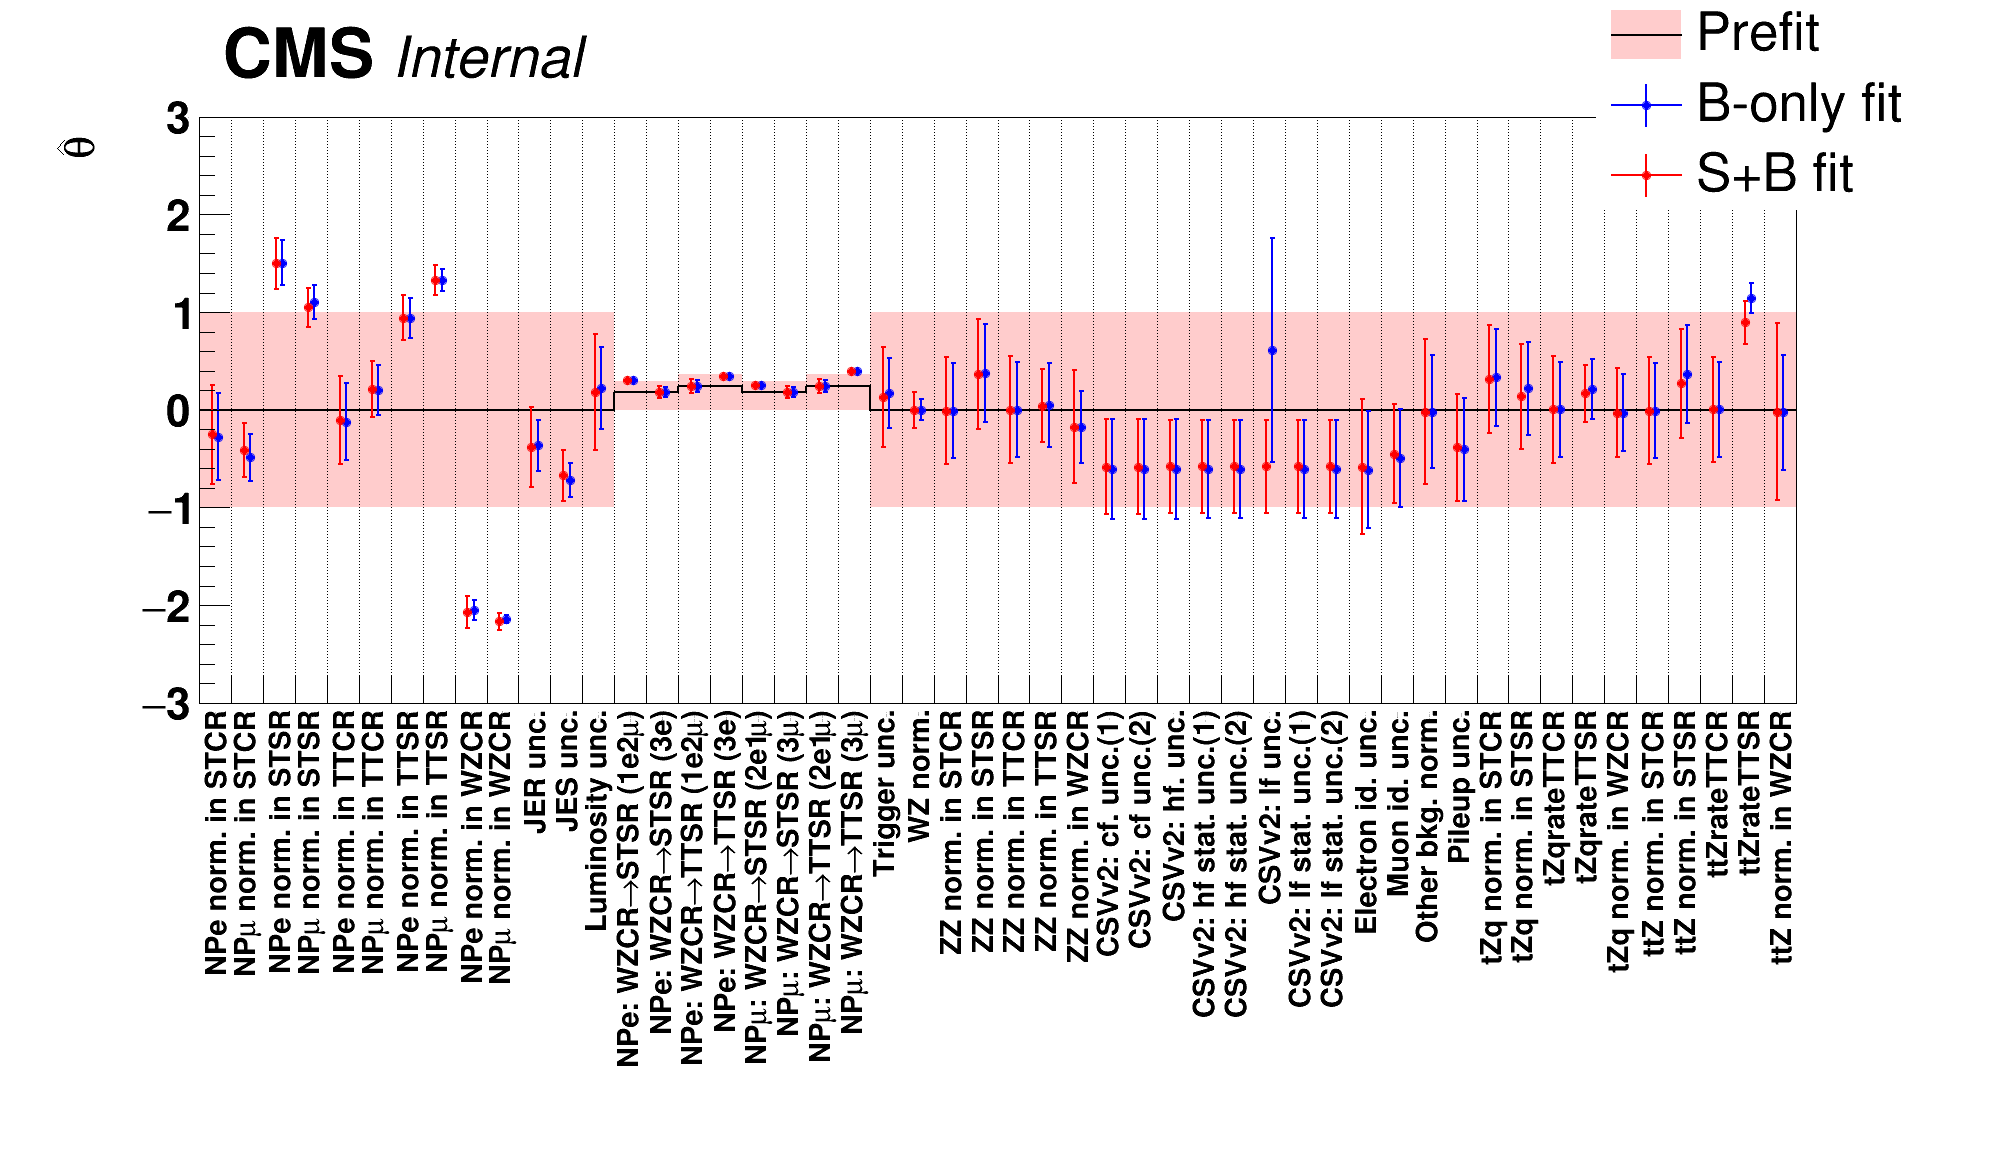 CMS Internal
Prefit
B-only fit
S+B fit
θ̂
3
2
1
0
−1
−2
−3
NPe norm. in STCR
NPμ norm. in STCR
NPe norm. in STSR
NPμ norm. in STSR
NPe norm. in TTCR
NPμ norm. in TTCR
NPe norm. in TTSR
NPμ norm. in TTSR
NPe norm. in WZCR
NPμ norm. in WZCR
JER unc.
JES unc.
Luminosity unc.
NPe: WZCR→STSR (1e2μ)
NPe: WZCR→STSR (3e)
NPe: WZCR→TTSR (1e2μ)
NPe: WZCR→TTSR (3e)
NPμ: WZCR→STSR (2e1μ)
NPμ: WZCR→STSR (3μ)
NPμ: WZCR→TTSR (2e1μ)
NPμ: WZCR→TTSR (3μ)
Trigger unc.
WZ norm.
ZZ norm. in STCR
ZZ norm. in STSR
ZZ norm. in TTCR
ZZ norm. in TTSR
ZZ norm. in WZCR
CSVv2: cf. unc.(1)
CSVv2: cf unc.(2)
CSVv2: hf. unc.
CSVv2: hf stat. unc.(1)
CSVv2: hf stat. unc.(2)
CSVv2: lf unc.
CSVv2: lf stat. unc.(1)
CSVv2: lf stat. unc.(2)
Electron id. unc.
Muon id. unc.
Other bkg. norm.
Pileup unc.
tZq norm. in STCR
tZq norm. in STSR
tZqrateTTCR
tZqrateTTSR
tZq norm. in WZCR
ttZ norm. in STCR
ttZ norm. in STSR
ttZrateTTCR
ttZrateTTSR
ttZ norm. in WZCR